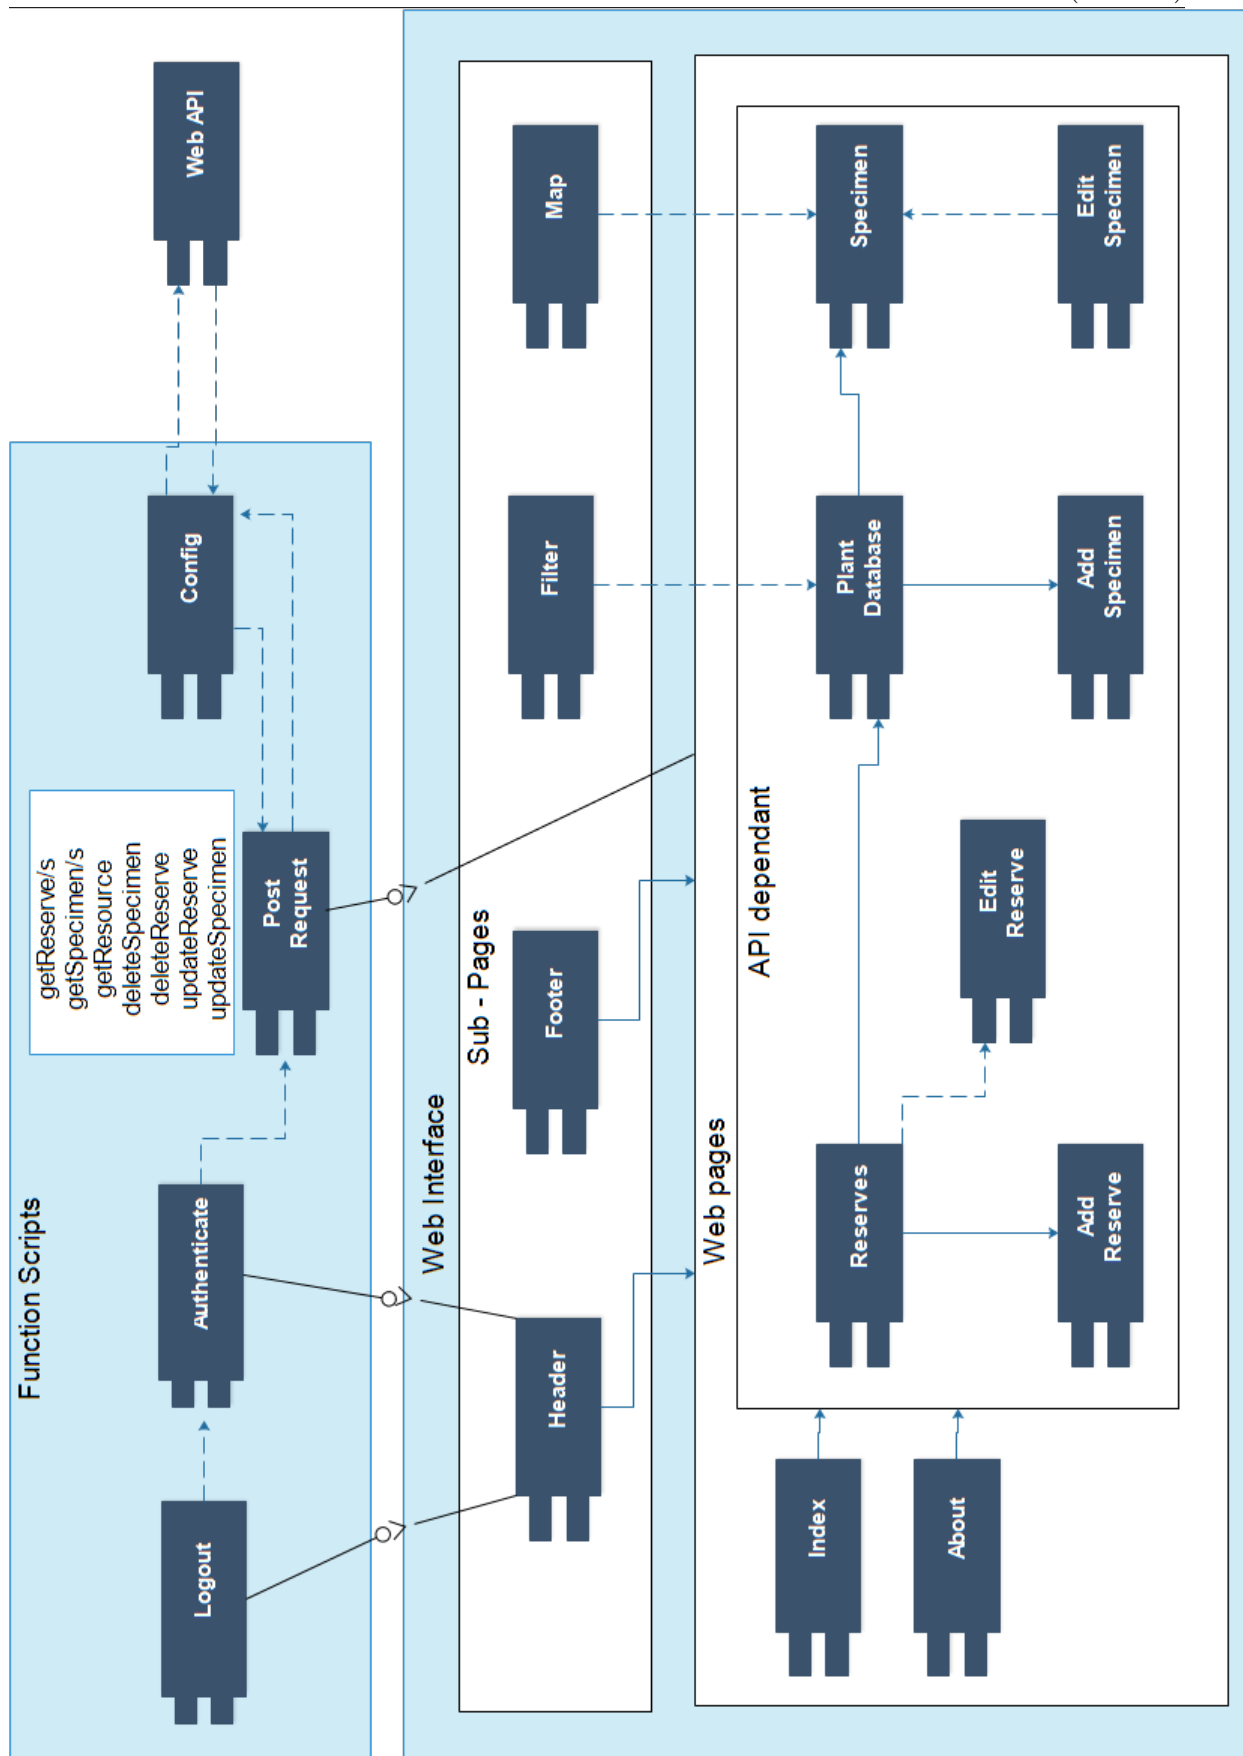 Function Scripts
Logout
Authenticate
getReserve/s
getSpecimen/s
getResource
deleteSpecimen
deleteReserve
updateReserve
updateSpecimen
Post
Request
Config
Web API
Web Interface
Sub - Pages
Header
Footer
Filter
Map
Web pages
API dependant
Index
About
Reserves
Add
Reserve
Edit
Reserve
Plant
Database
Add
Specimen
Specimen
Edit
Specimen